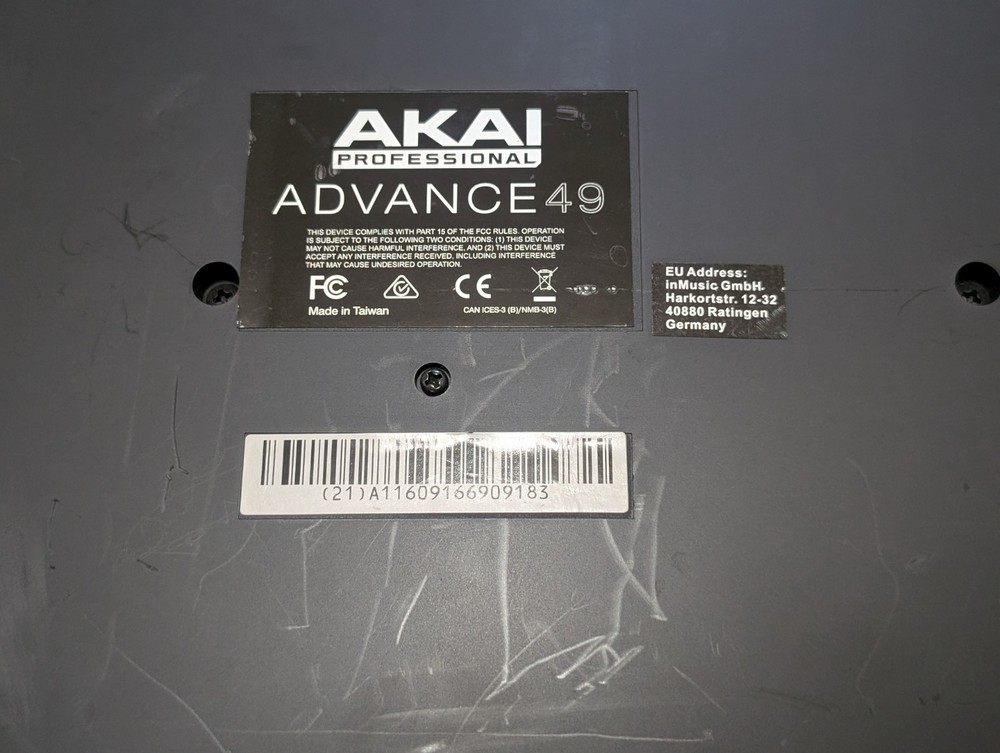 AKAI
PROFESSIONAL
ADVANCE49
THIS DEVICE COMPLIES WITH PART 15 OF THE FCC RULES. OPERATION
IS SUBJECT TO THE FOLLOWING TWO CONDITIONS: (1) THIS DEVICE
MAY NOT CAUSE HARMFUL INTERFERENCE, AND (2) THIS DEVICE MUST
ACCEPT ANY INTERFERENCE RECEIVED, INCLUDING INTERFERENCE
THAT MAY CAUSE UNDESIRED OPERATION.
FC CE
Made in Taiwan CAN ICES-3 (B)/NMB-3(B)
EU Address:
inMusic GmbH.
Harkortstr. 12-32
40880 Ratingen
Germany
(21)A11609166909183